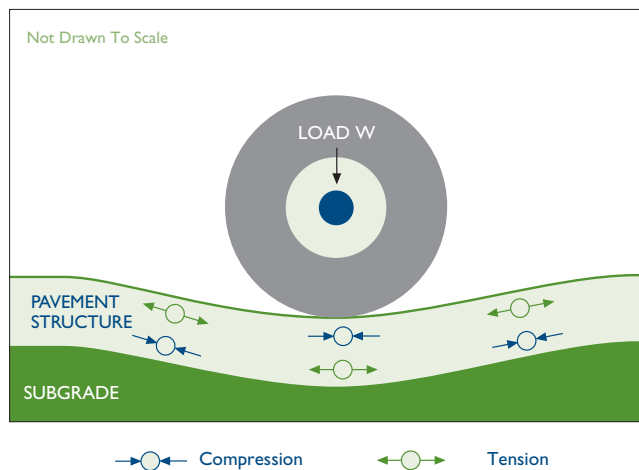 Not Drawn To Scale
LOAD W
PAVEMENT
STRUCTURE
SUBGRADE
Compression
Tension